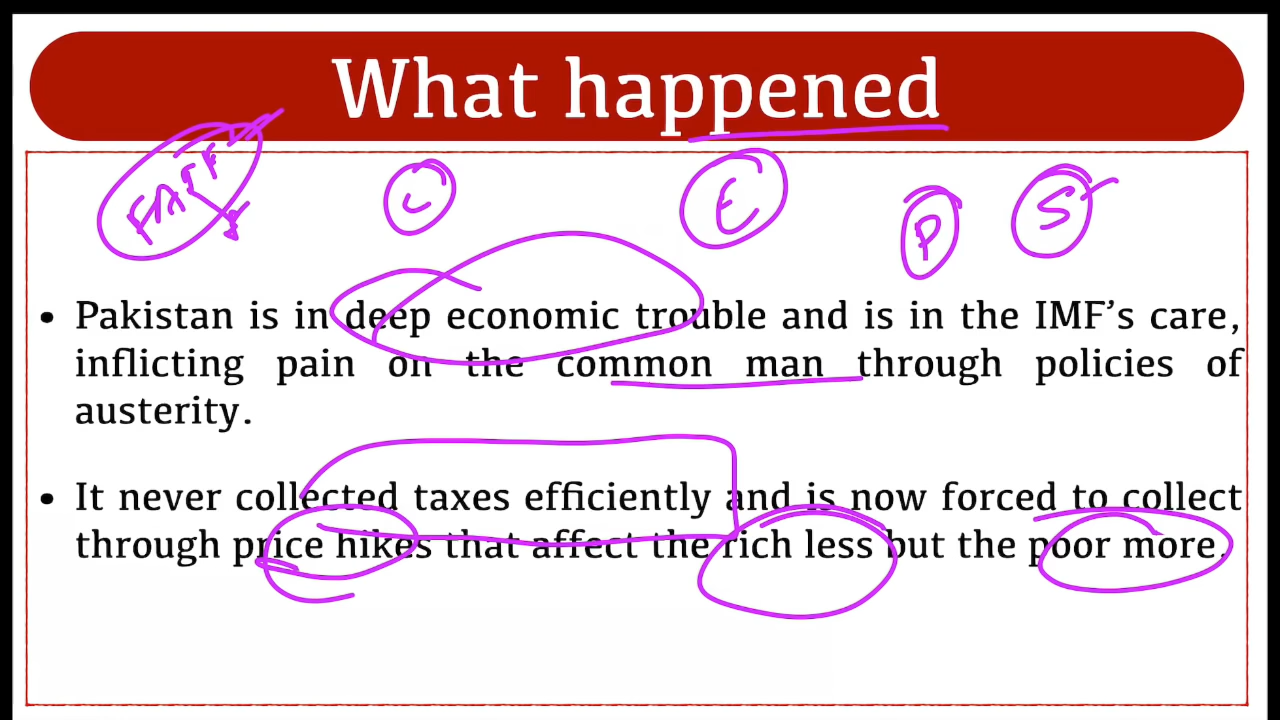 What happened
FATF
L
E
P
S
• Pakistan is in deep economic trouble and is in the IMF’s care,
inflicting pain on the common man through policies of
austerity.
• It never collected taxes efficiently and is now forced to collect
through price hikes that affect the rich less but the poor more.